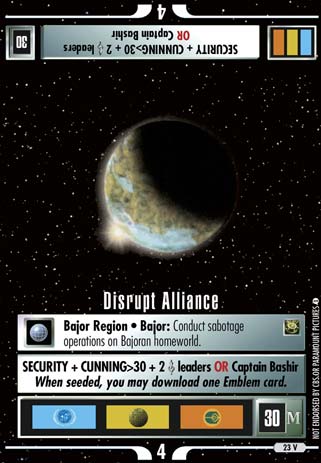 4
30
SECURITY + CUNNING>30 + 2 leaders
OR Captain Bashir
Disrupt Alliance
Bajor Region • Bajor: Conduct sabotage
operations on Bajoran homeworld.
SECURITY + CUNNING>30 + 2 leaders OR Captain Bashir
When seeded, you may download one Emblem card.
30 M
23 V
4
NOT ENDORSED BY CBS OR PARAMOUNT PICTURES